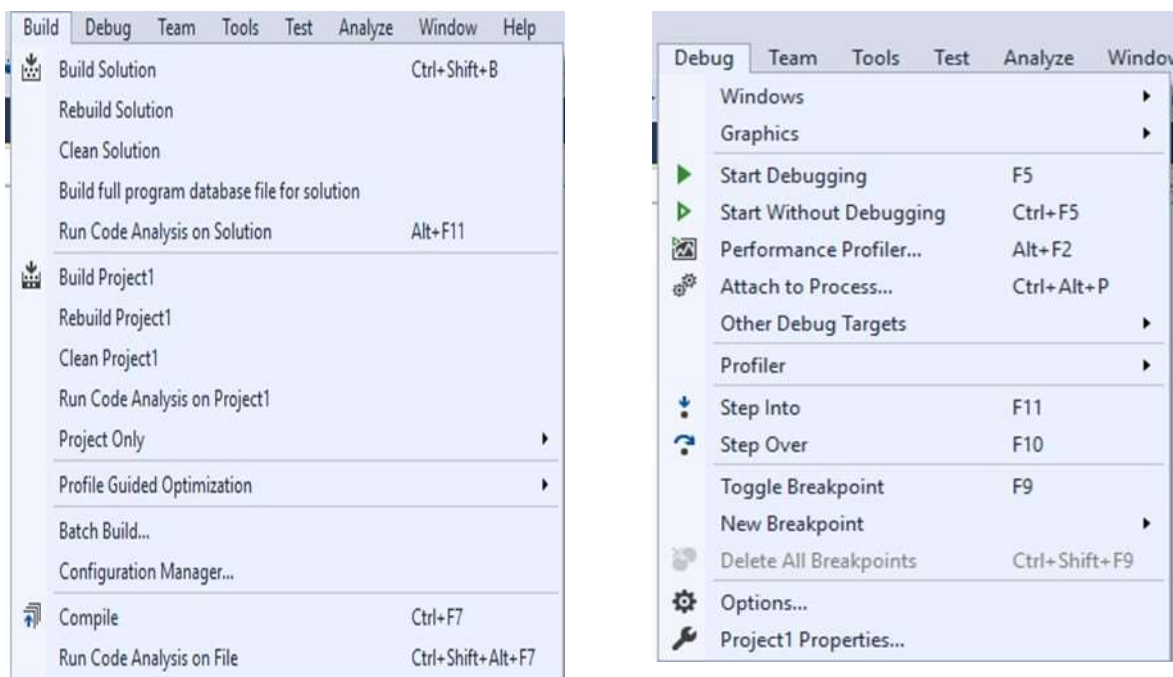 Build Debug Team Tools Test Analyze Window Help
Build Solution Ctrl+Shift+B
Rebuild Solution
Clean Solution
Build full program database file for solution
Run Code Analysis on Solution Alt+F11
Build Project1
Rebuild Project1
Clean Project1
Run Code Analysis on Project1
Project Only
Profile Guided Optimization
Batch Build...
Configuration Manager...
Compile Ctrl+F7
Run Code Analysis on File Ctrl+Shift+Alt+F7
Debug Team Tools Test Analyze Window
Windows
Graphics
Start Debugging F5
Start Without Debugging Ctrl+F5
Performance Profiler... Alt+F2
Attach to Process... Ctrl+Alt+P
Other Debug Targets
Profiler
Step Into F11
Step Over F10
Toggle Breakpoint F9
New Breakpoint
Delete All Breakpoints Ctrl+Shift+F9
Options...
Project1 Properties...